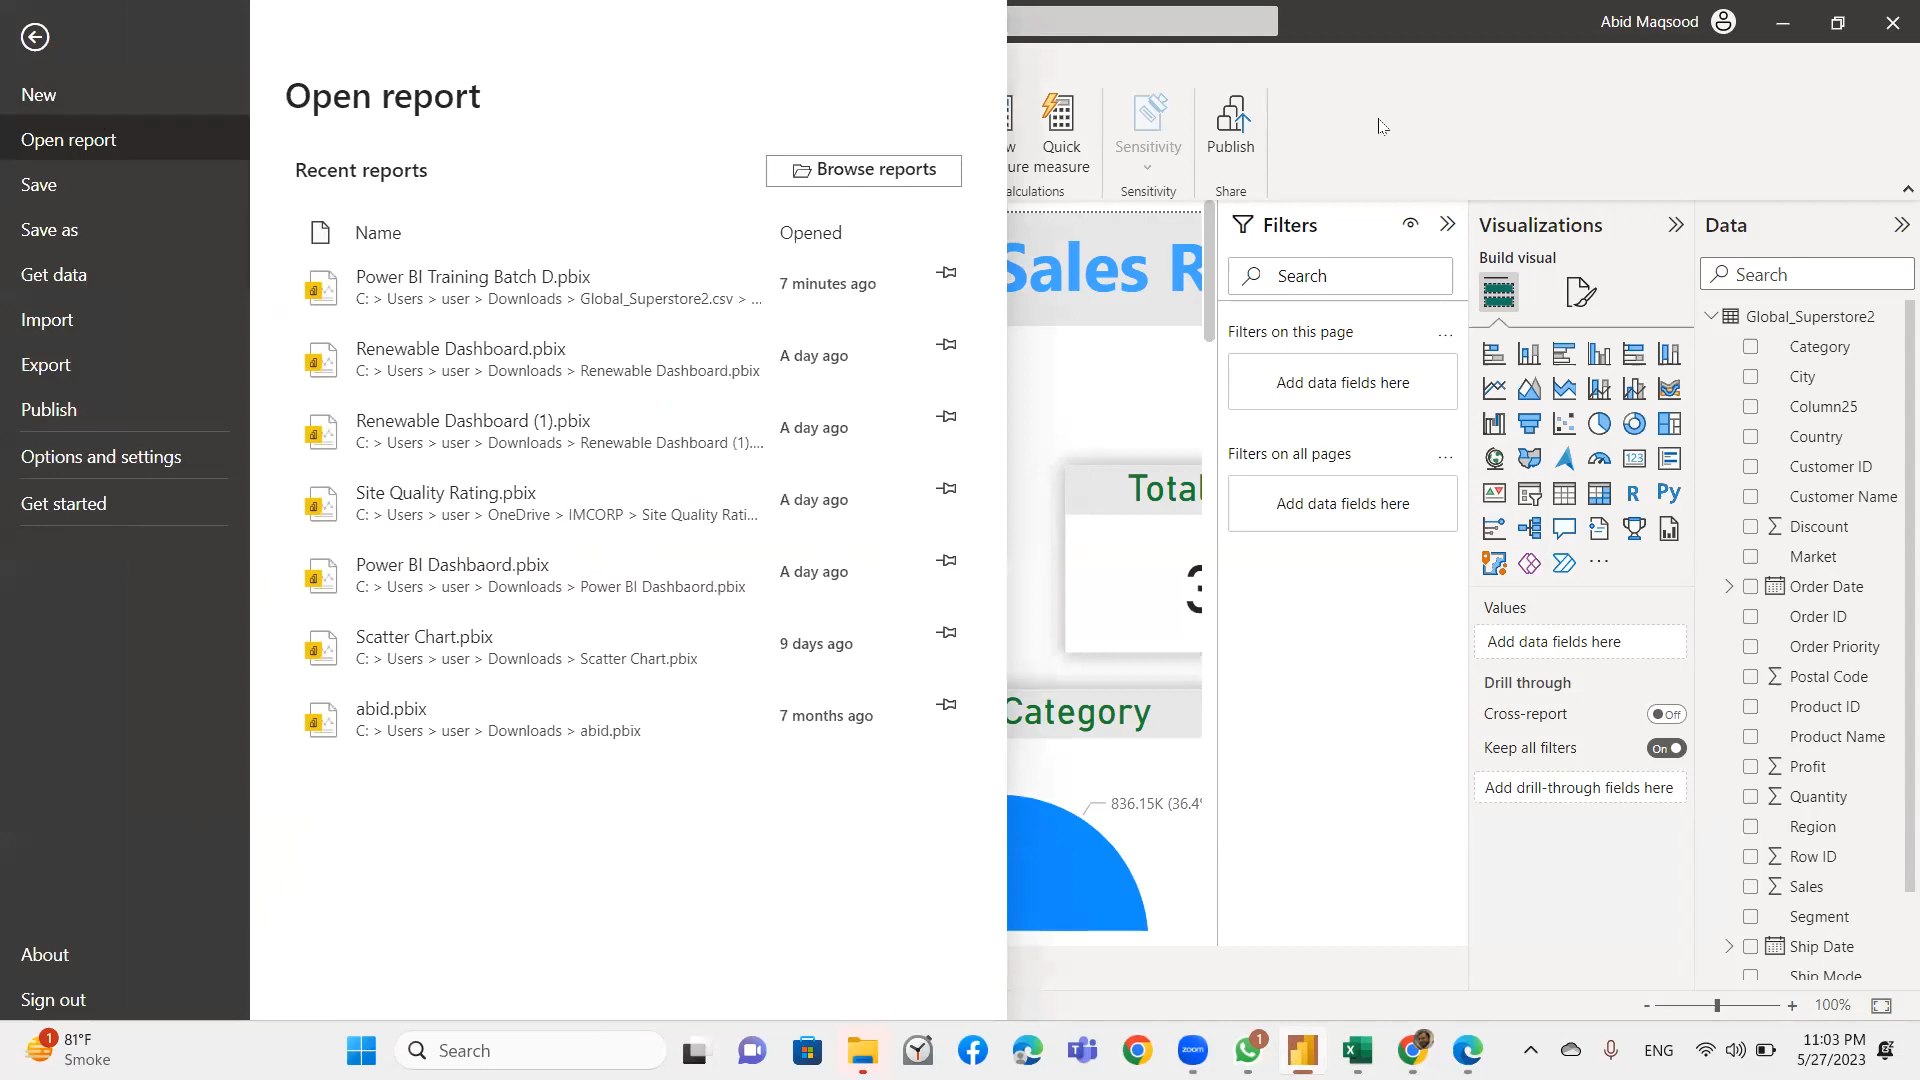 Abid Maqsood
New
Open report
Save
Save as
Get data
Import
Export
Publish
Options and settings
Get started
About
Sign out
Open report
Recent reports
Browse reports
Name
Opened
Power BI Training Batch D.pbix
C: > Users > user > Downloads > Global_Superstore2.csv > ...
7 minutes ago
Renewable Dashboard.pbix
C: > Users > user > Downloads > Renewable Dashboard.pbix
A day ago
Renewable Dashboard (1).pbix
C: > Users > user > Downloads > Renewable Dashboard (1)....
A day ago
Site Quality Rating.pbix
C: > Users > user > OneDrive > IMCORP > Site Quality Rati...
A day ago
Power BI Dashbaord.pbix
C: > Users > user > Downloads > Power BI Dashbaord.pbix
A day ago
Scatter Chart.pbix
C: > Users > user > Downloads > Scatter Chart.pbix
9 days ago
abid.pbix
C: > Users > user > Downloads > abid.pbix
7 months ago
w
Quick
ure measure
alculations
Sensitivity
Sensitivity
Publish
Share
Sales R
Total
3
Category
836.15K (36.4%
Filters
Search
Filters on this page
...
Add data fields here
Filters on all pages
...
Add data fields here
Visualizations
Build visual
123
R
Py
...
Values
Add data fields here
Drill through
Cross-report
Off
Keep all filters
On
Add drill-through fields here
Data
Search
Global_Superstore2
Category
City
Column25
Country
Customer ID
Customer Name
Discount
Market
Order Date
Order ID
Order Priority
Postal Code
Product ID
Product Name
Profit
Quantity
Region
Row ID
Sales
Segment
Ship Date
Ship Mode
- + 100%
1
81°F
Smoke
Search
zoom
1
ENG
11:03 PM
5/27/2023